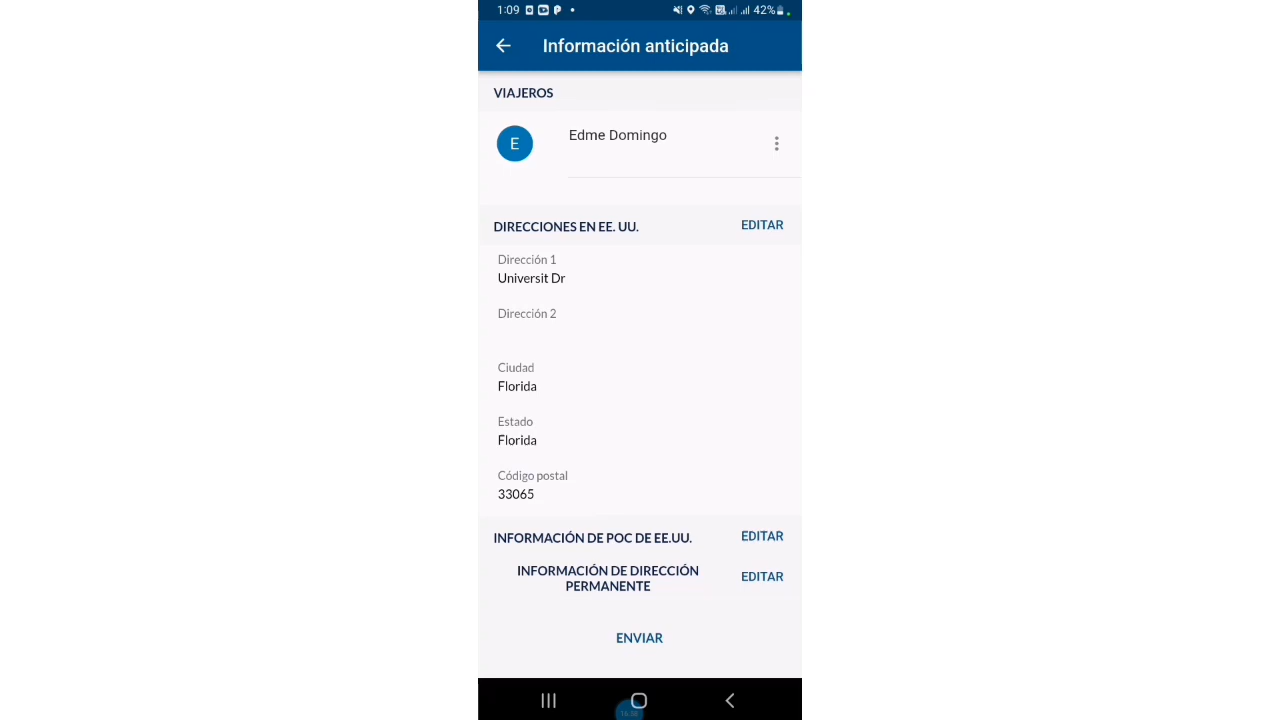 1:09
42%
Información anticipada
VIAJEROS
E
Edme Domingo
DIRECCIONES EN EE. UU.
EDITAR
Dirección 1
Universit Dr
Dirección 2
Ciudad
Florida
Estado
Florida
Código postal
33065
INFORMACIÓN DE POC DE EE.UU.
EDITAR
INFORMACIÓN DE DIRECCIÓN
PERMANENTE
EDITAR
ENVIAR